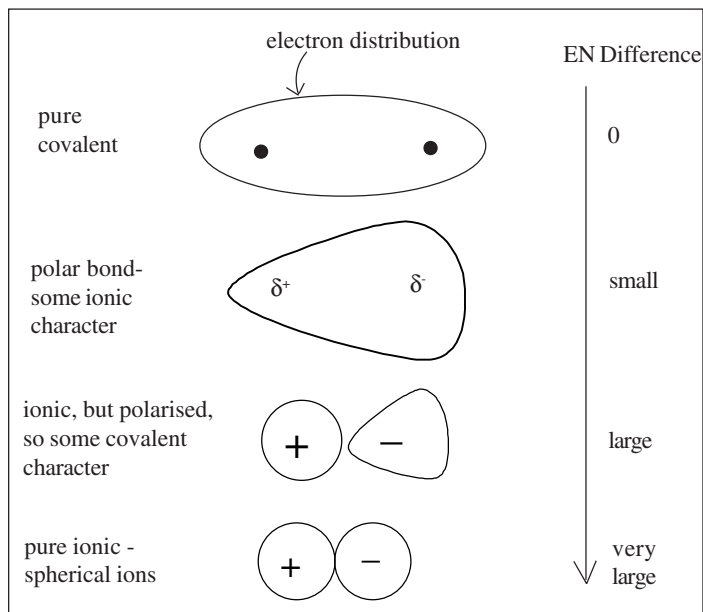 electron distribution
EN Difference
pure
covalent
0
polar bond-
some ionic
character
δ+
δ-
small
ionic, but polarised,
so some covalent
character
+
−
large
pure ionic -
spherical ions
+
−
very
large